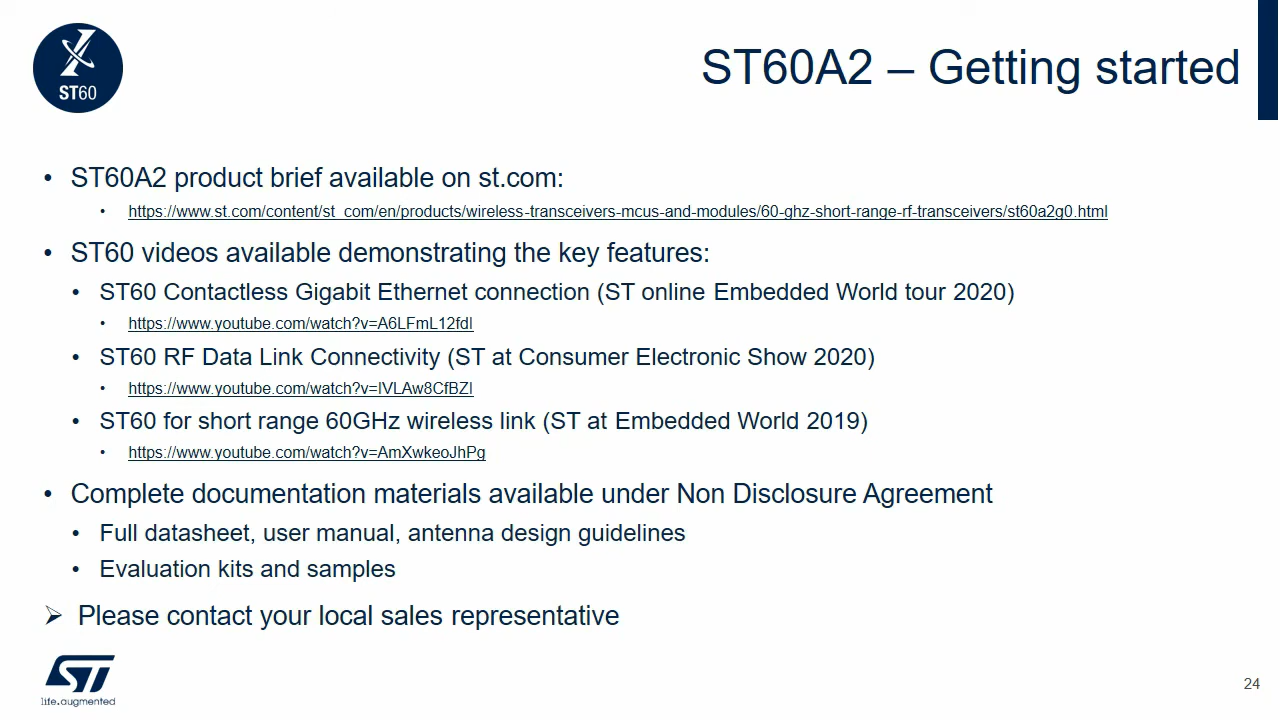 ST60
ST60A2 – Getting started
• ST60A2 product brief available on st.com:
• https://www.st.com/content/st_com/en/products/wireless-transceivers-mcus-and-modules/60-ghz-short-range-rf-transceivers/st60a2g0.html
• ST60 videos available demonstrating the key features:
• ST60 Contactless Gigabit Ethernet connection (ST online Embedded World tour 2020)
• https://www.youtube.com/watch?v=A6LFmL12fdI
• ST60 RF Data Link Connectivity (ST at Consumer Electronic Show 2020)
• https://www.youtube.com/watch?v=IVLAw8CfBZI
• ST60 for short range 60GHz wireless link (ST at Embedded World 2019)
• https://www.youtube.com/watch?v=AmXwkeoJhPg
• Complete documentation materials available under Non Disclosure Agreement
• Full datasheet, user manual, antenna design guidelines
• Evaluation kits and samples
➢ Please contact your local sales representative
ST
life.augmented
24